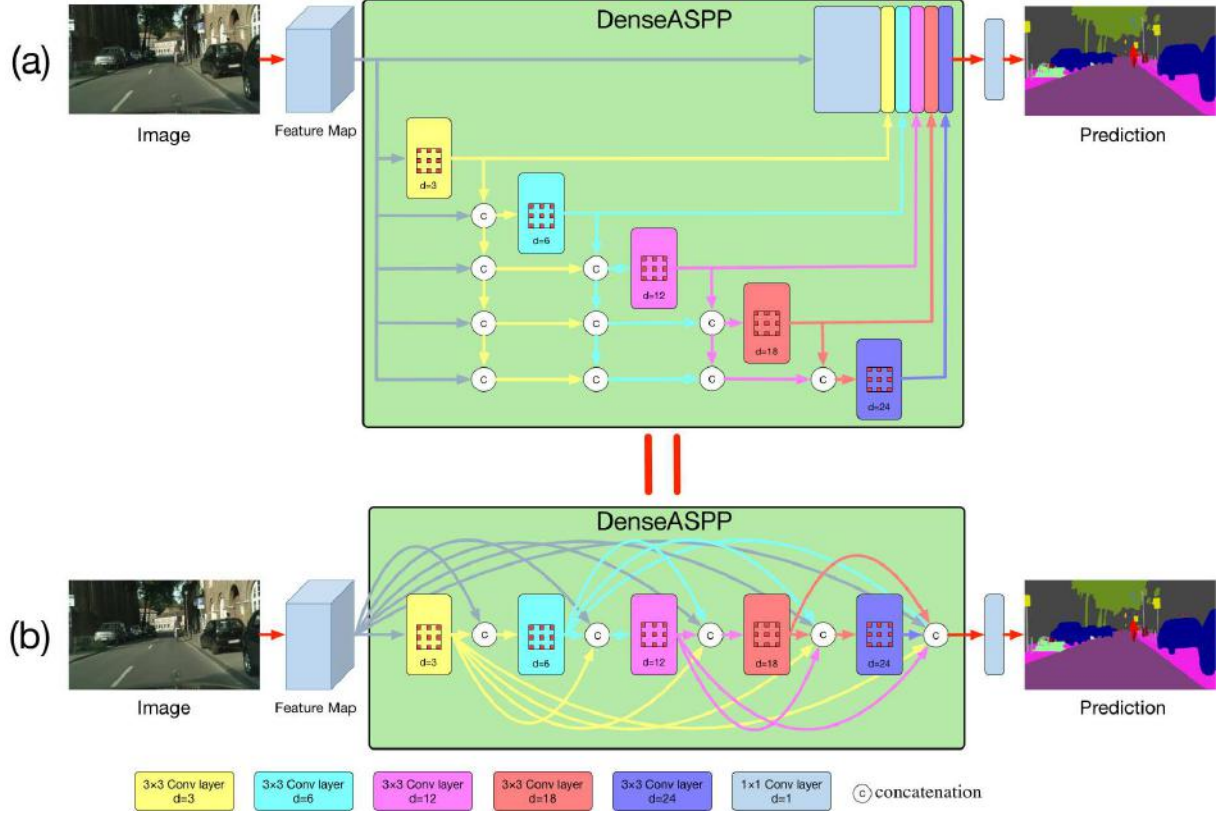 (a)
DenseASPP
Image
Feature Map
Prediction
d=3
c
d=6
c
c
d=12
c
c
c
d=18
c
c
c
c
d=24
DenseASPP
(b)
Image
Feature Map
Prediction
d=3
c
d=6
c
d=12
c
d=18
c
d=24
c
3×3 Conv layer
d=3
3×3 Conv layer
d=6
3×3 Conv layer
d=12
3×3 Conv layer
d=18
3×3 Conv layer
d=24
1×1 Conv layer
d=1
c concatenation